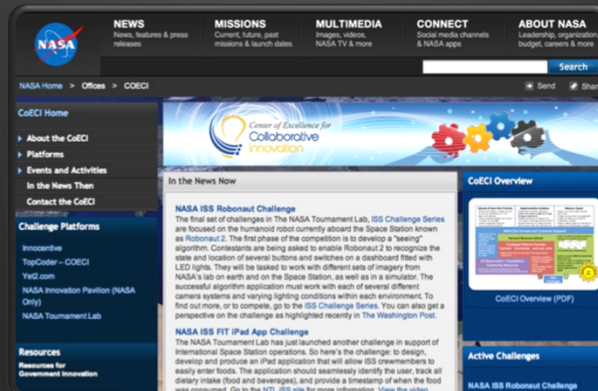 NASA
NEWS
News, features & press
releases
MISSIONS
Current, future, past
missions & launch dates
MULTIMEDIA
Images, videos,
NASA TV & more
CONNECT
Social media channels
& NASA apps
ABOUT NASA
Leadership, organization,
budget, careers & more
Search
NASA Home > Offices > COECI
Send
Shar
CoECI Home
About the CoECI
Platforms
Events and Activities
In the News Then
Contact the CoECI
Challenge Platforms
Innocentive
TopCoder – COECI
Yet2.com
NASA Innovation Pavilion (NASA
Only)
NASA Tournament Lab
Resources
Resources for
Government Innovation
Center of Excellence for
Collaborative
Innovation
In the News Now
NASA ISS Robonaut Challenge
The final set of challenges in The NASA Tournament Lab, ISS Challenge Series
are focused on the humanoid robot currently aboard the Space Station known
as Robonaut 2. The first phase of the competition is to develop a "seeing"
algorithm. Contestants are being asked to enable Robonaut 2 to recognize the
state and location of several buttons and switches on a dashboard fitted with
LED lights. They will be tasked to work with different sets of imagery from
NASA's lab on earth and on the Space Station, as well as in a simulator. The
successful algorithm application must work with each of several different
camera systems and varying lighting conditions within each environment. To
find out more, or to compete, go to the ISS Challenge Series. You can also get a
perspective on the challenge as highlighted recently in The Washington Post.
NASA ISS FIT iPad App Challenge
The NASA Tournament Lab has just launched another challenge in support of
International Space Station operations. So here's the challenge: to design,
develop and produce an iPad application that will allow ISS crewmembers to
easily enter foods. The application should seamlessly identify the user, track all
dietary intake (food and beverages), and provide a timestamp of when the food
was consumed. Go to the NTL ISS site for more information. View the video
CoECI Overview
CoECI Overview (PDF)
Active Challenges
NASA ISS Robonaut Challenge